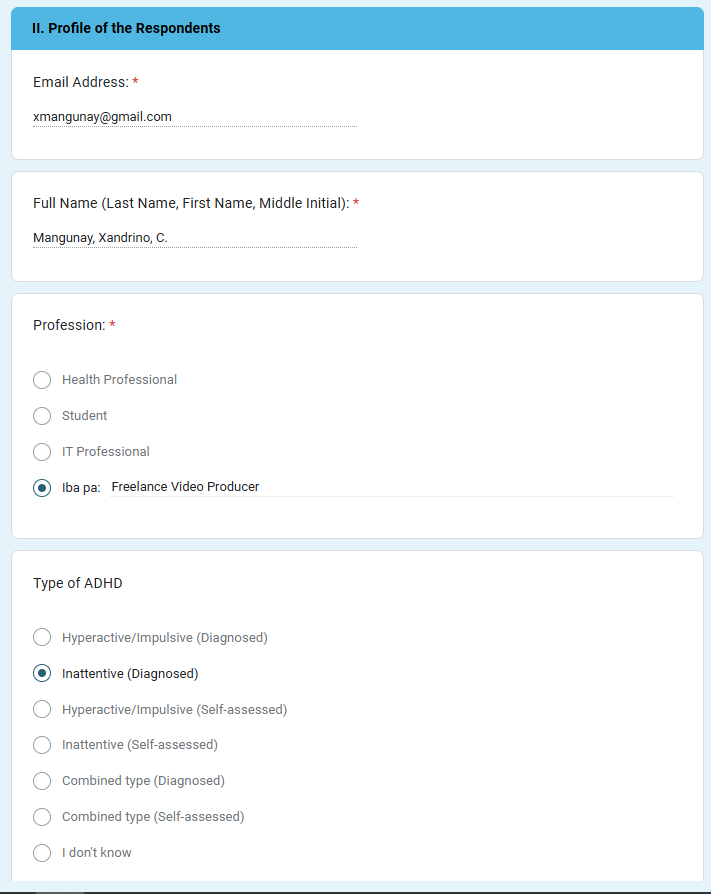 II. Profile of the Respondents
Email Address: *
xmangunay@gmail.com
Full Name (Last Name, First Name, Middle Initial): *
Mangunay, Xandrino, C.
Profession: *
Health Professional
Student
IT Professional
Iba pa: Freelance Video Producer
Type of ADHD
Hyperactive/Impulsive (Diagnosed)
Inattentive (Diagnosed)
Hyperactive/Impulsive (Self-assessed)
Inattentive (Self-assessed)
Combined type (Diagnosed)
Combined type (Self-assessed)
I don't know